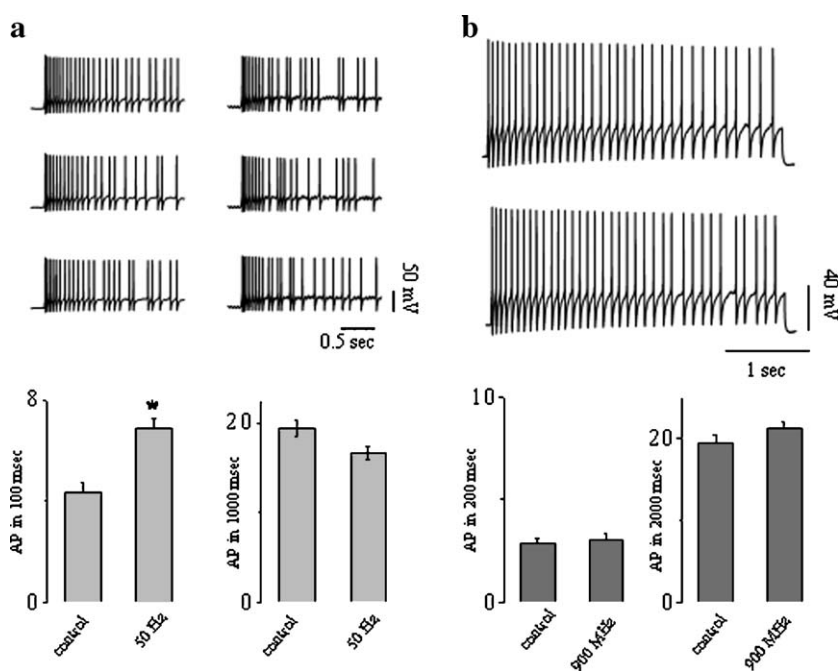 a
b
50 mV
0.5 sec
40 mV
1 sec
8
*
AP in 100 msec
0
control
50 Hz
20
AP in 1000 msec
0
control
50 Hz
10
AP in 200 msec
0
control
900 MHz
20
AP in 2000 msec
0
control
900 MHz